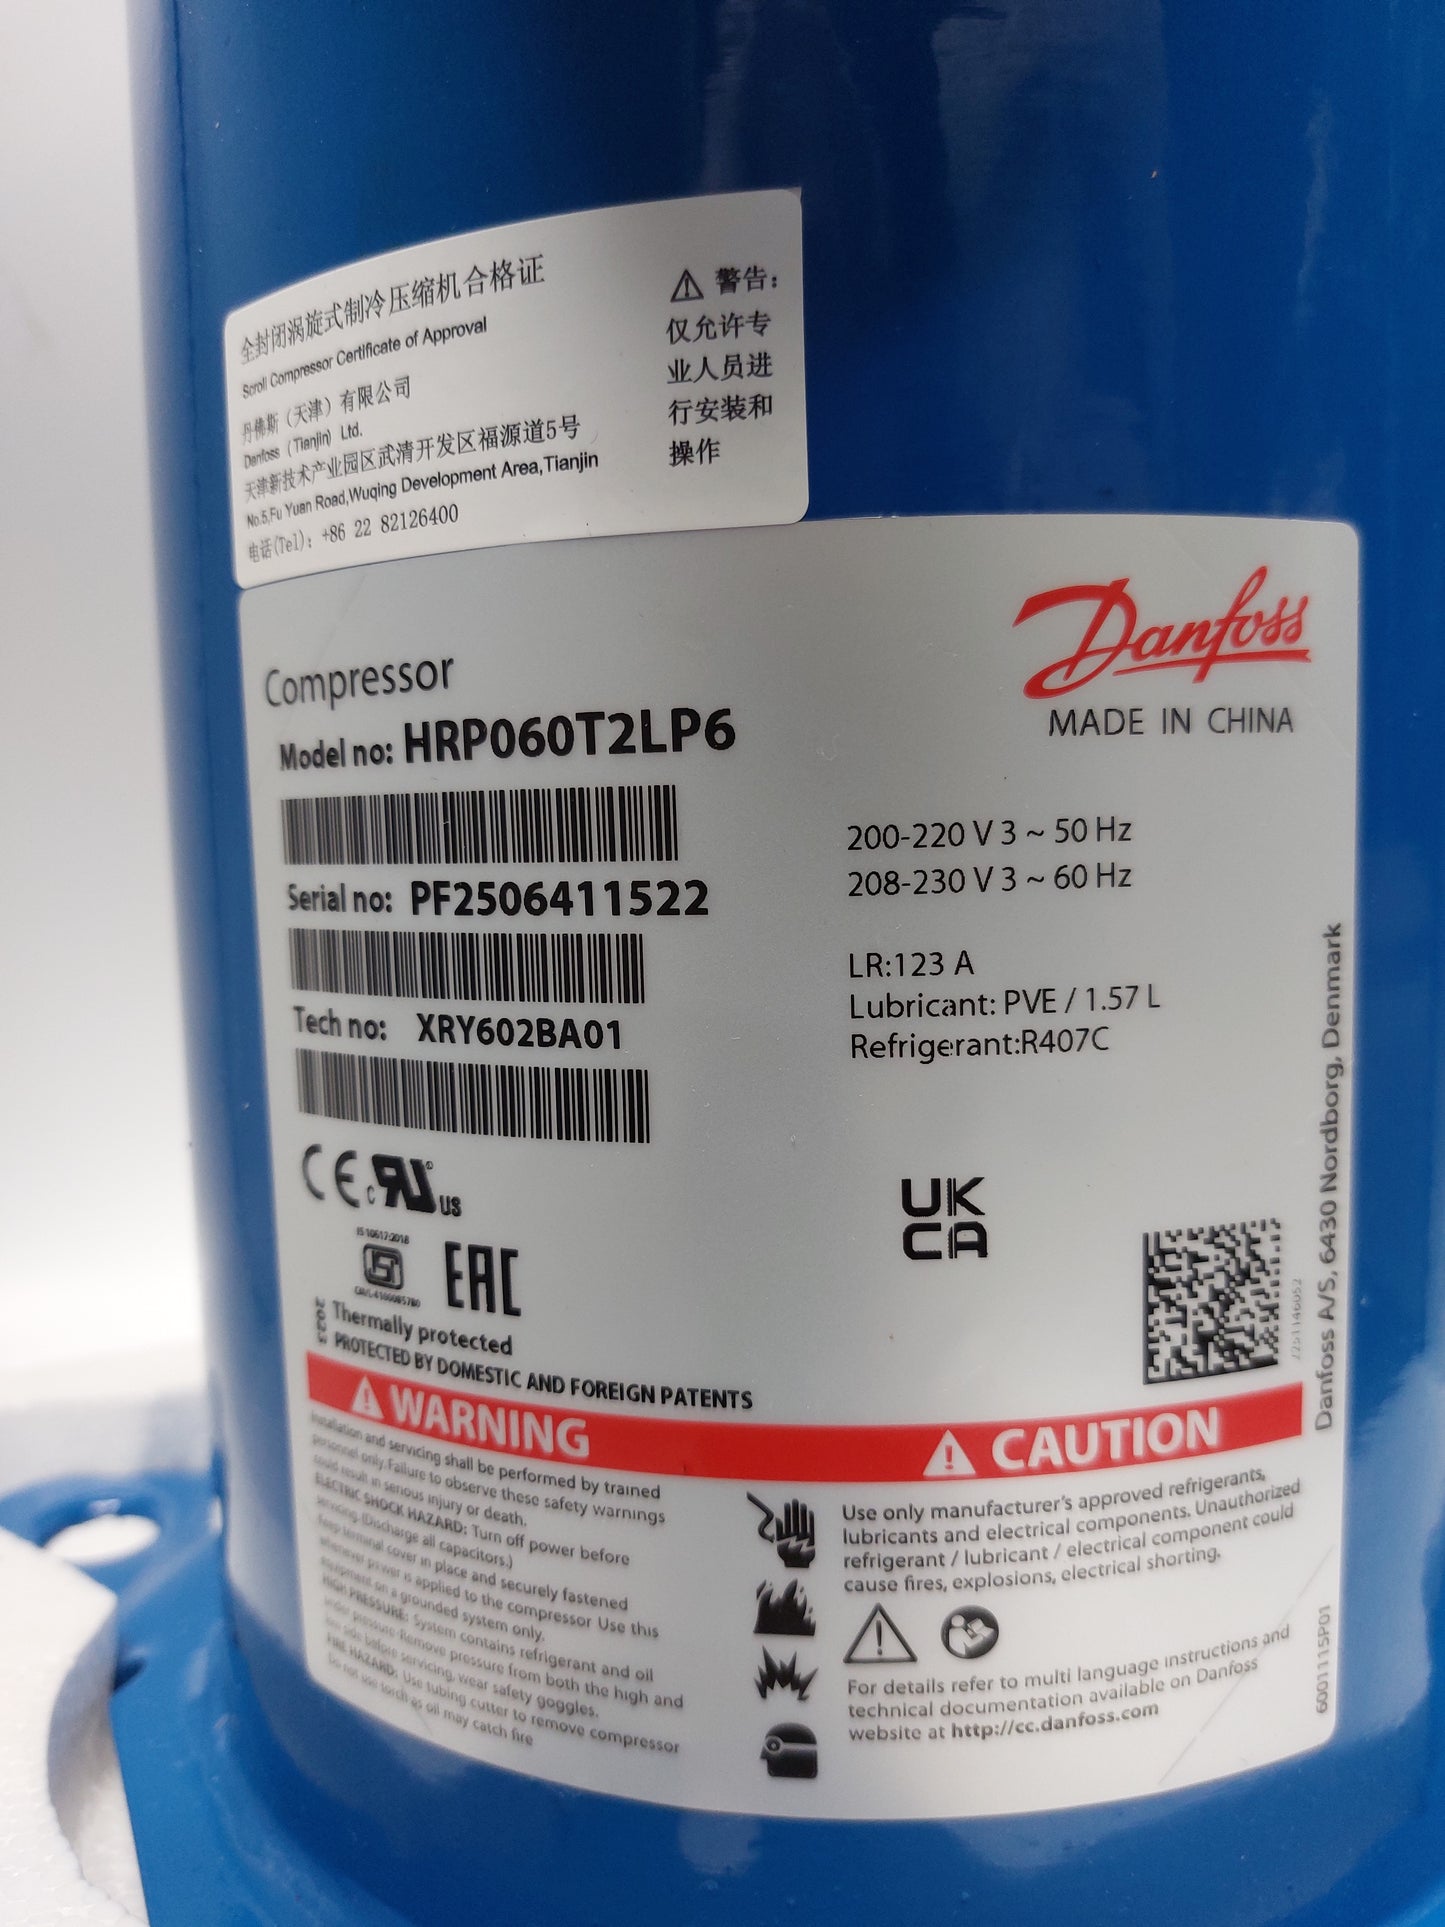 全封闭涡旋式制冷压缩机合格证
Scroll Compressor Certificate of Approval
丹佛斯（天津）有限公司
Danfoss (Tianjin) Ltd.
天津新技术产业园区武清开发区福源道5号
No.5,Fu Yuan Road,Wuqing Development Area,Tianjin
电话(Tel): +86 22 82126400
警告:
仅允许专
业人员进
行安装和
操作
Danfoss
MADE IN CHINA
Compressor
Model no: HRP060T2LP6
Serial no: PF2506411522
Tech no: XRY602BA01
200-220 V 3 ~ 50 Hz
208-230 V 3 ~ 60 Hz
LR:123 A
Lubricant: PVE / 1.57 L
Refrigerant:R407C
CE c RU ® US
IS 10617:2018
EAC
UK
CA
2023
Thermally protected
PROTECTED BY DOMESTIC AND FOREIGN PATENTS
Danfoss A/S, 6430 Nordborg, Denmark
WARNING
Installation and servicing shall be performed by trained
personnel only. Failure to observe these safety warnings
could result in serious injury or death.
ELECTRIC SHOCK HAZARD: Turn off power before
servicing. (Discharge all capacitors.)
Keep terminal cover in place and securely fastened
whenever power is applied to the compressor Use this
equipment on a grounded system only.
HIGH PRESSURE: System contains refrigerant and oil
under pressure-Remove pressure from both the high and
low side before servicing, wear safety goggles.
FIRE HAZARD: Use tubing cutter to remove compressor
Do not use torch as oil may catch fire
CAUTION
Use only manufacturer's approved refrigerants,
lubricants and electrical components. Unauthorized
refrigerant / lubricant / electrical component could
cause fires, explosions, electrical shorting.
For details refer to multi language instructions and
technical documentation available on Danfoss
website at http://cc.danfoss.com
6001115P01